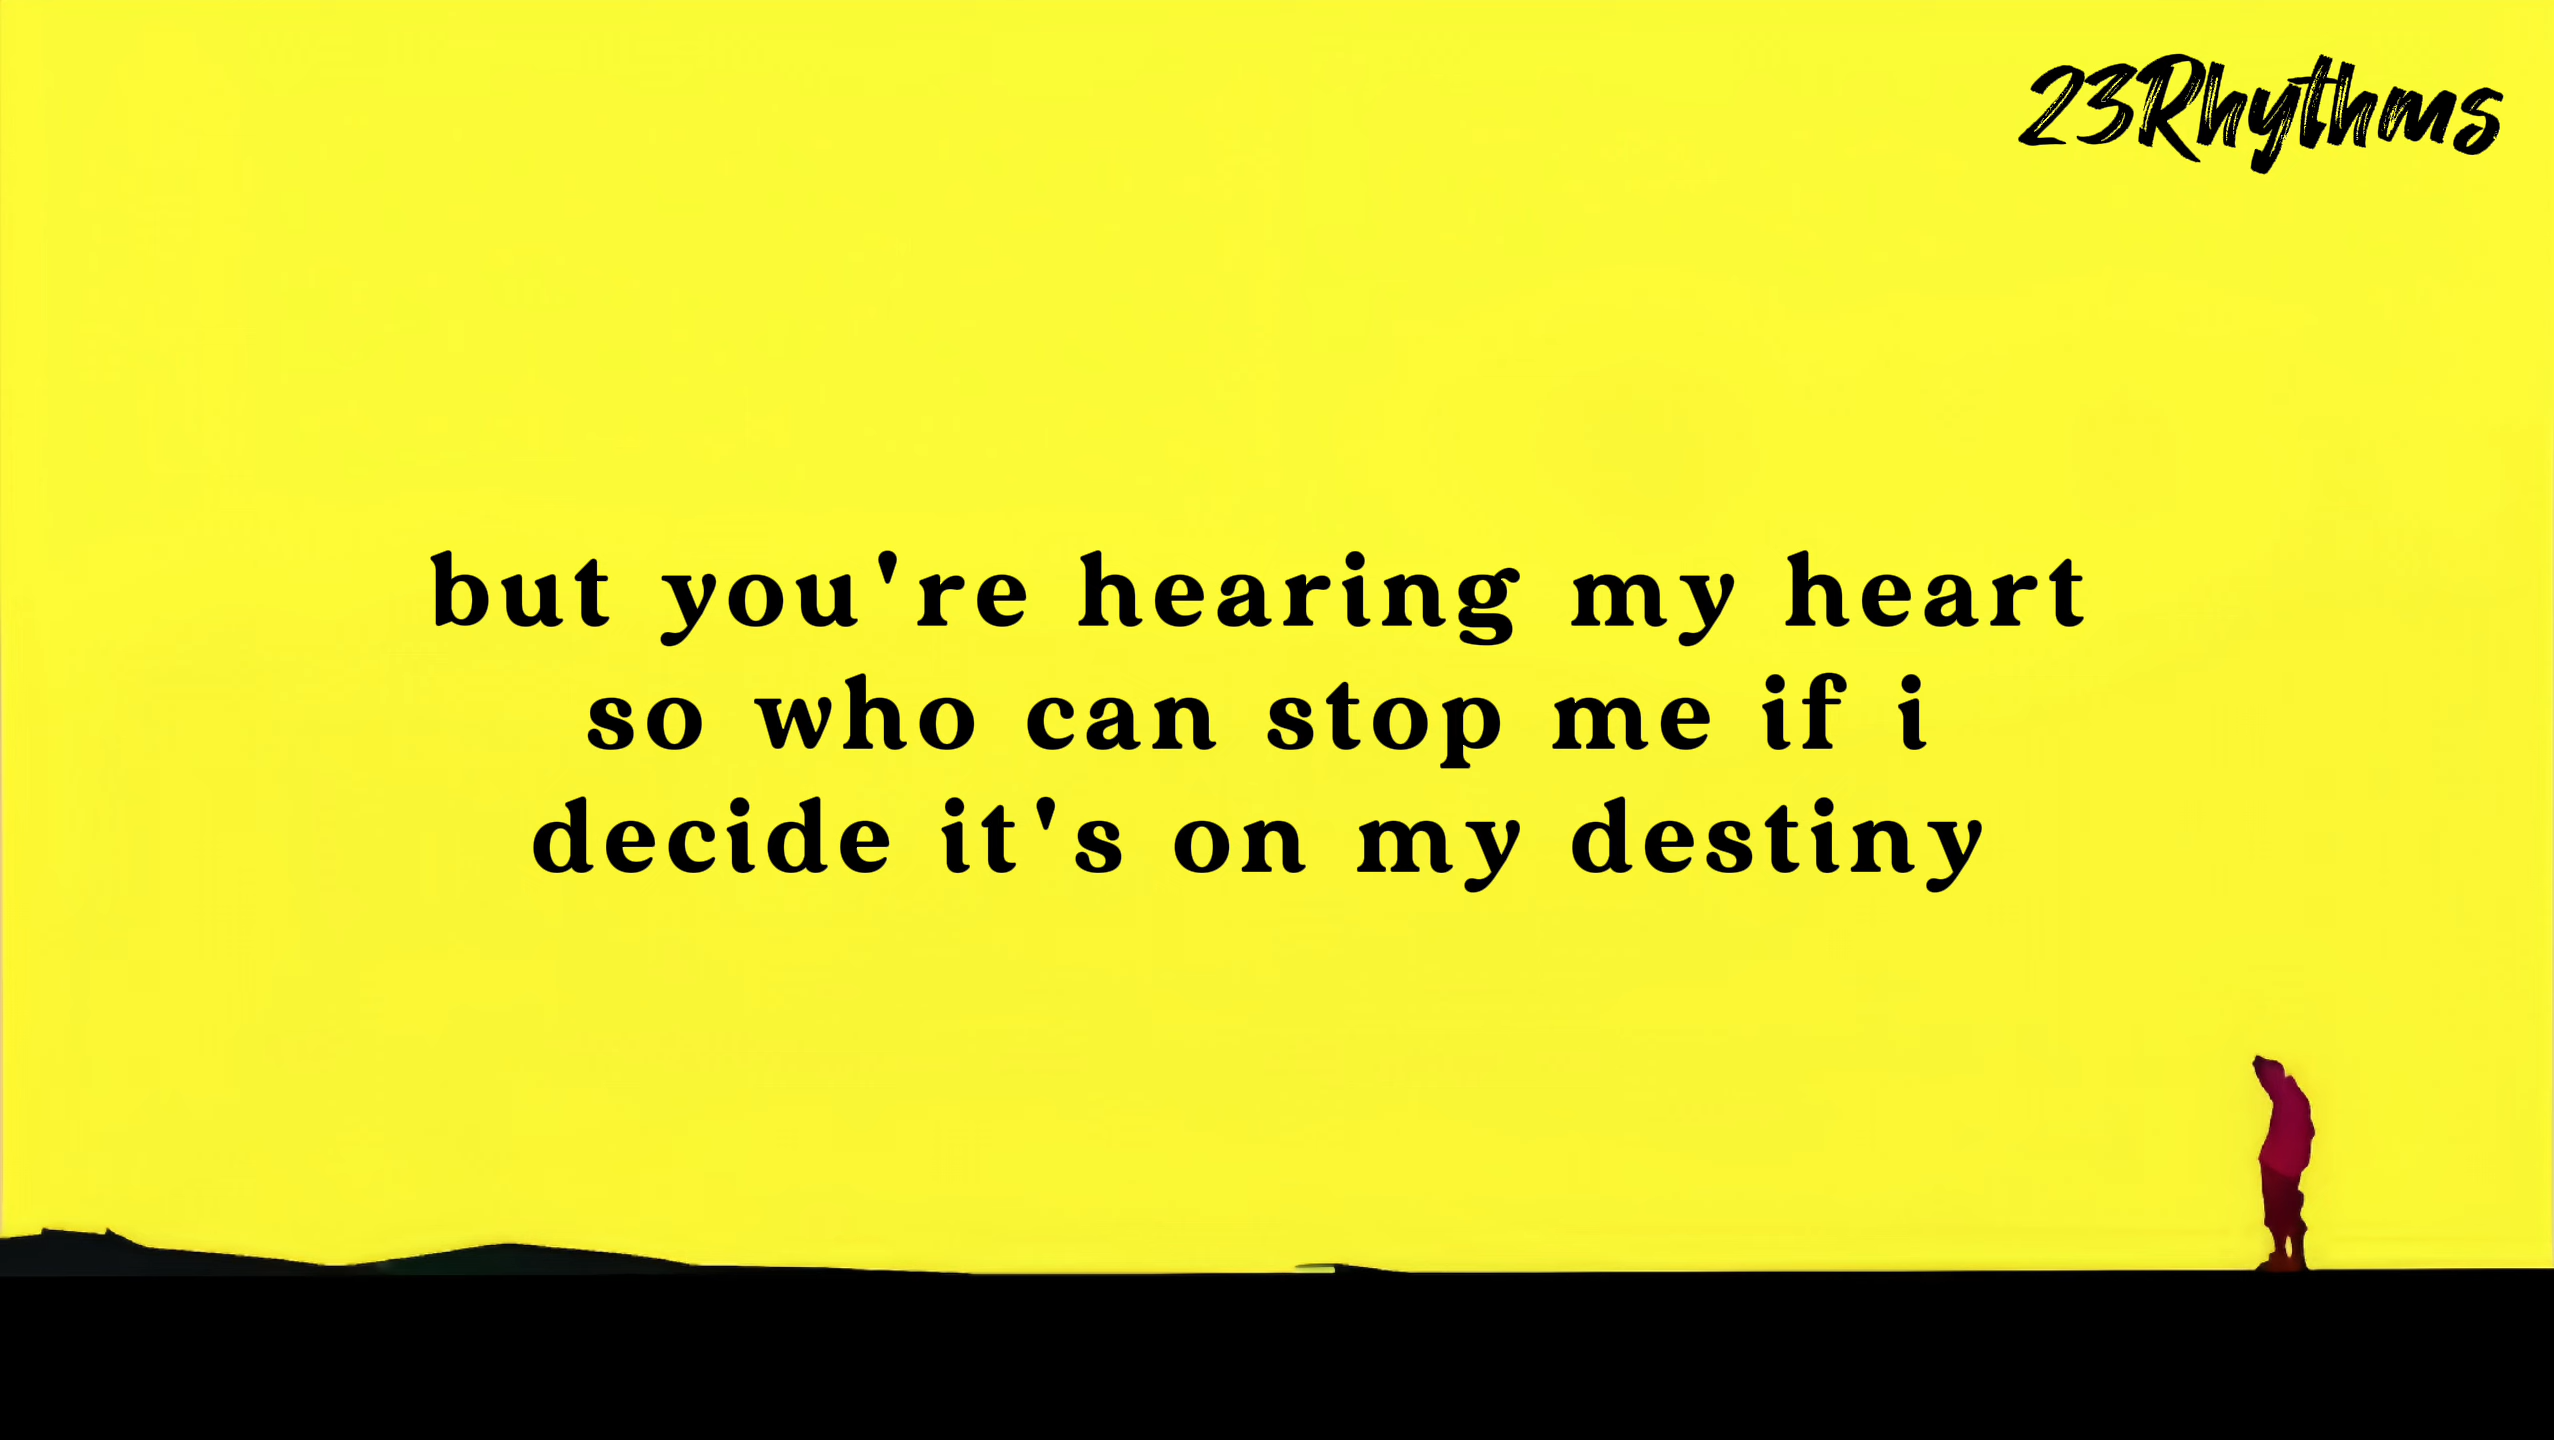 23Rhythms
but you're hearing my heart
so who can stop me if i
decide it's on my destiny